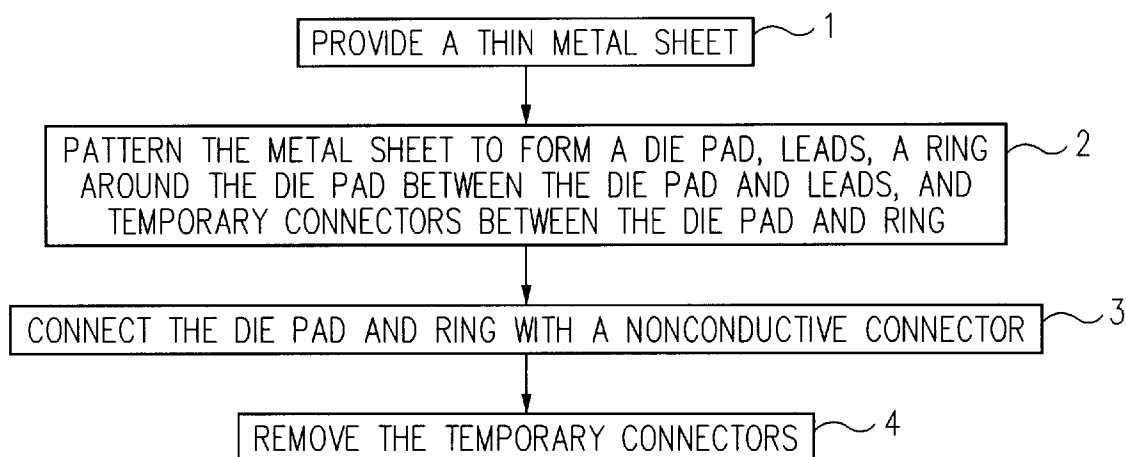 PROVIDE A THIN METAL SHEET
1
PATTERN THE METAL SHEET TO FORM A DIE PAD, LEADS, A RING
AROUND THE DIE PAD BETWEEN THE DIE PAD AND LEADS, AND
TEMPORARY CONNECTORS BETWEEN THE DIE PAD AND RING
2
CONNECT THE DIE PAD AND RING WITH A NONCONDUCTIVE CONNECTOR
3
REMOVE THE TEMPORARY CONNECTORS
4